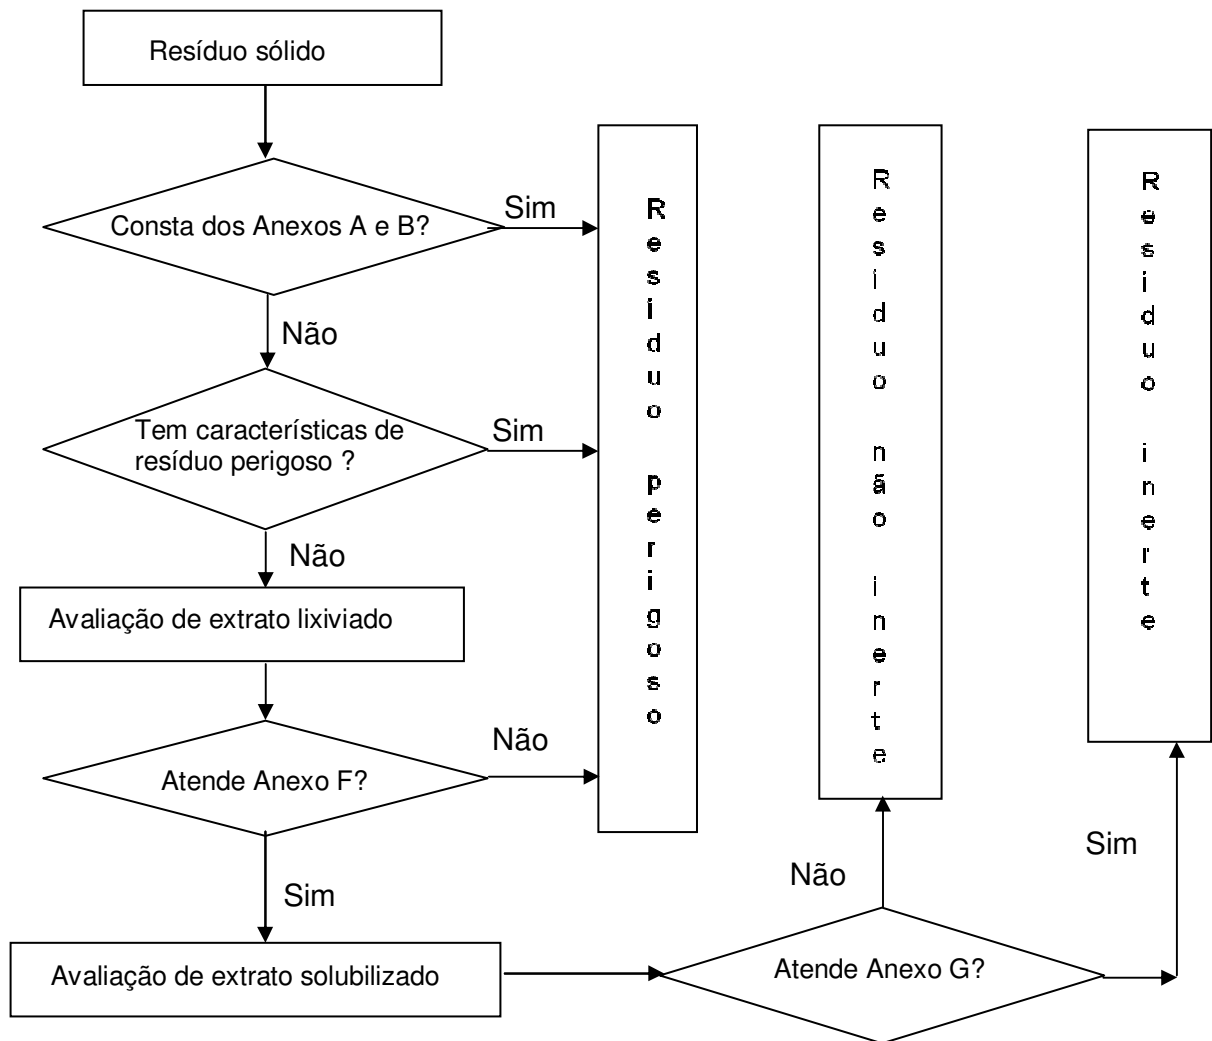 Resíduo sólido
Consta dos Anexos A e B?
Sim
Não
Tem características de
resíduo perigoso ?
Sim
Não
Avaliação de extrato lixiviado
Atende Anexo F?
Não
Sim
Avaliação de extrato solubilizado
Resíduo perigoso
Resíduo não inerte
Resíduo inerte
Não
Atende Anexo G?
Sim